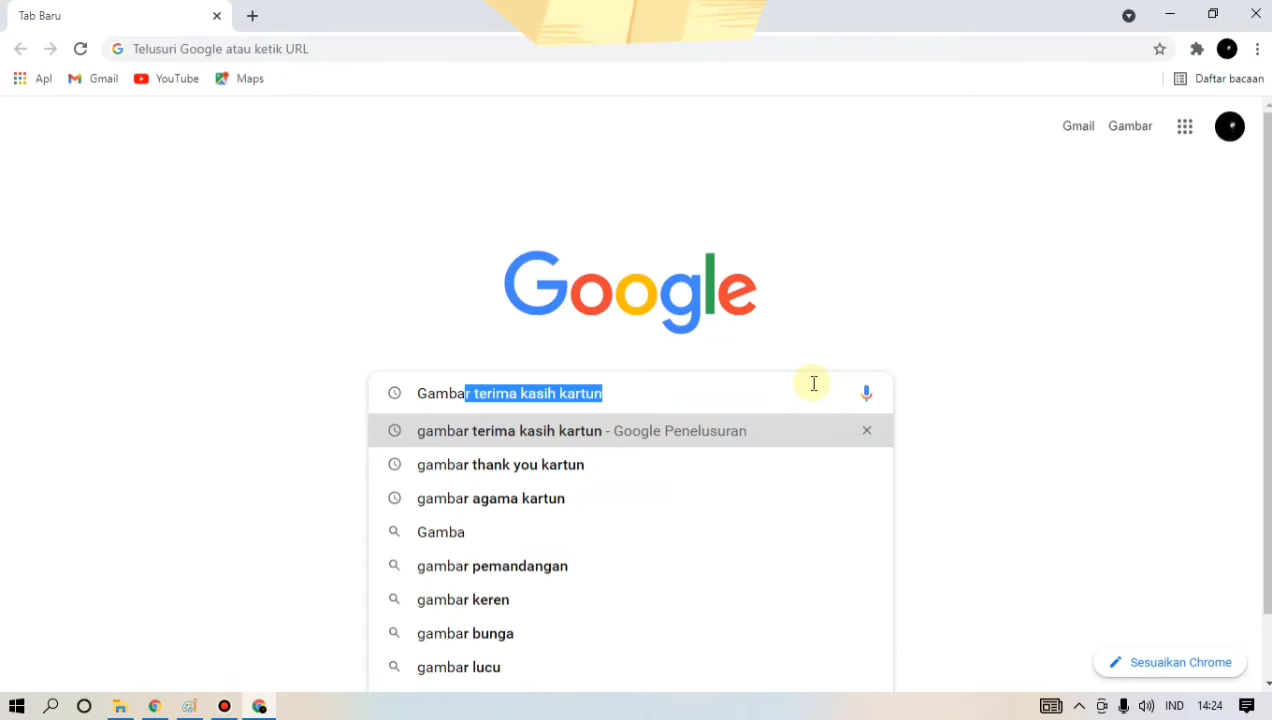 Tab Baru
Telusuri Google atau ketik URL
Apl Gmail YouTube Maps Daftar bacaan
Gmail Gambar
Google
Gambar terima kasih kartun
gambar terima kasih kartun - Google Penelusuran
gambar thank you kartun
gambar agama kartun
Gamba
gambar pemandangan
gambar keren
gambar bunga
gambar lucu
Sesuaikan Chrome
IND 14:24